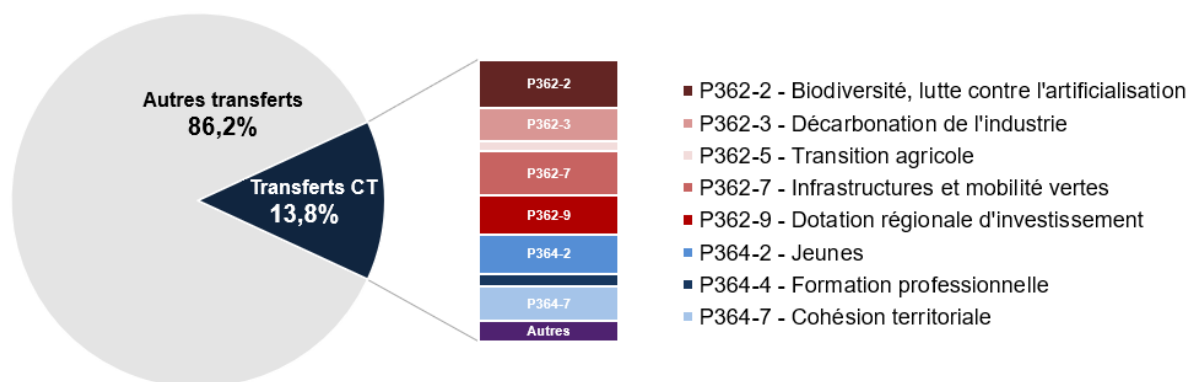 Autres transferts
86,2%
Transferts CT
13,8%
P362-2
P362-3
P362-7
P362-9
P364-2
P364-7
Autres
P362-2 - Biodiversité, lutte contre l'artificialisation
P362-3 - Décarbonation de l'industrie
P362-5 - Transition agricole
P362-7 - Infrastructures et mobilité vertes
P362-9 - Dotation régionale d'investissement
P364-2 - Jeunes
P364-4 - Formation professionnelle
P364-7 - Cohésion territoriale